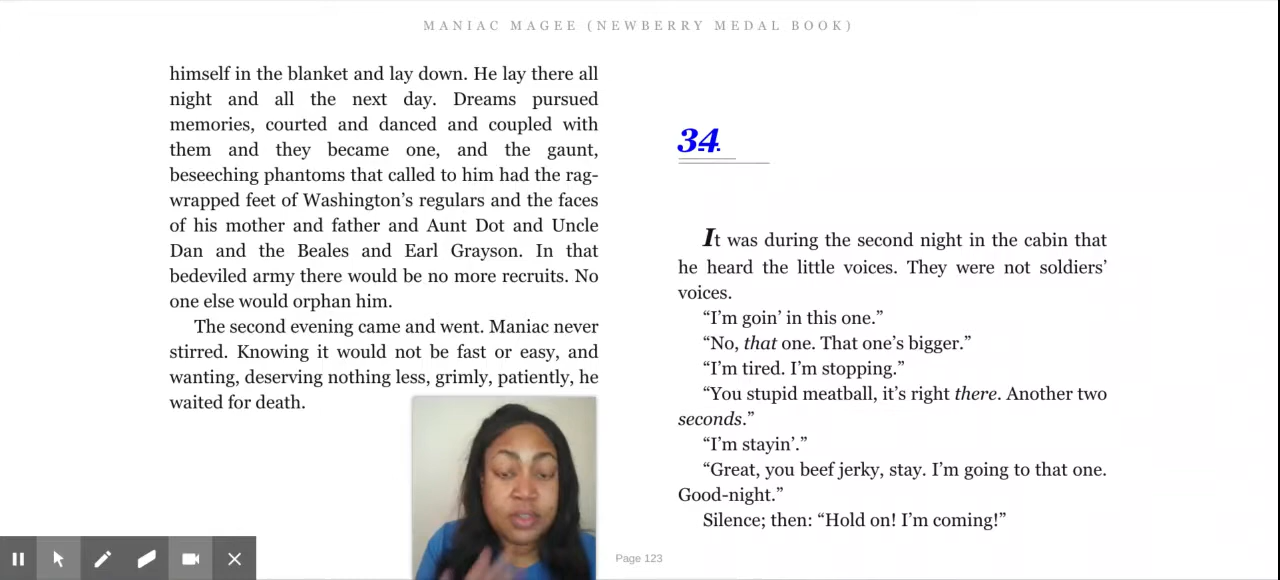 MANIAC MAGEE (NEWBERRY MEDAL BOOK)
himself in the blanket and lay down. He lay there all
night and all the next day. Dreams pursued
memories, courted and danced and coupled with
them and they became one, and the gaunt,
beseeching phantoms that called to him had the rag-
wrapped feet of Washington’s regulars and the faces
of his mother and father and Aunt Dot and Uncle
Dan and the Beales and Earl Grayson. In that
bedeviled army there would be no more recruits. No
one else would orphan him.
The second evening came and went. Maniac never
stirred. Knowing it would not be fast or easy, and
wanting, deserving nothing less, grimly, patiently, he
waited for death.
34.
It was during the second night in the cabin that
he heard the little voices. They were not soldiers’
voices.
“I’m goin’ in this one.”
“No, that one. That one’s bigger.”
“I’m tired. I’m stopping.”
“You stupid meatball, it’s right there. Another two
seconds.”
“I’m stayin’.”
“Great, you beef jerky, stay. I’m going to that one.
Good-night.”
Silence; then: “Hold on! I’m coming!”
Page 123